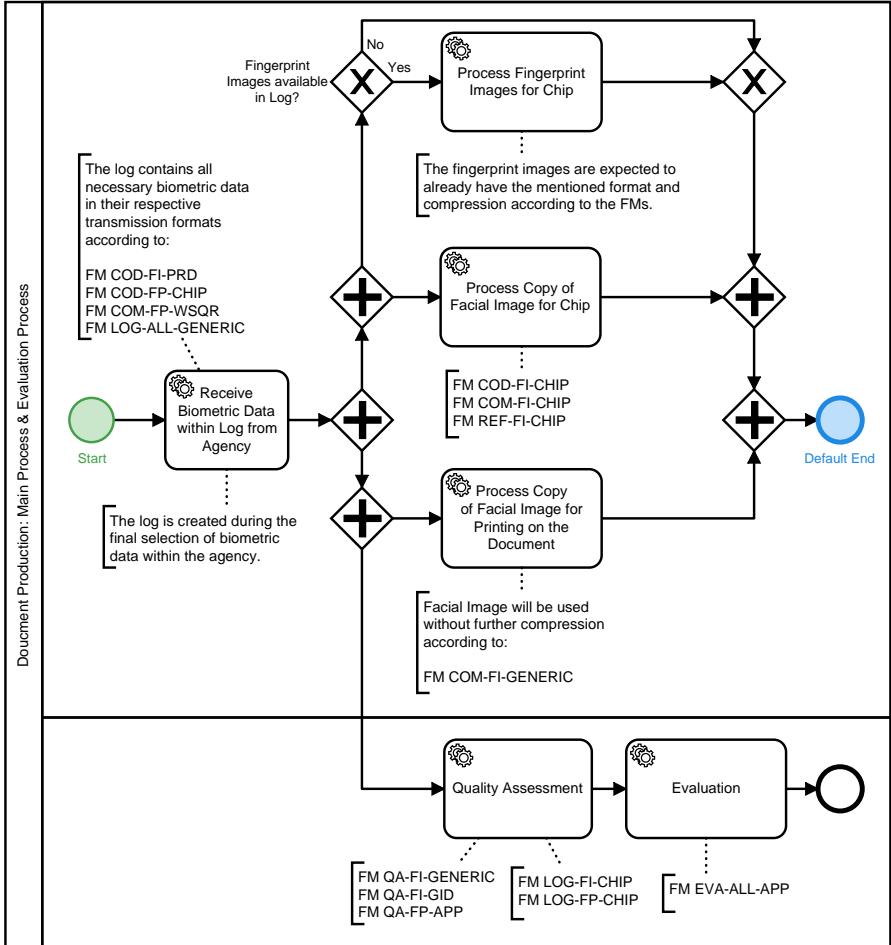 Doucment Production: Main Process & Evaluation Process
No
Fingerprint
Images available
in Log?
Yes
Process Fingerprint
Images for Chip
The fingerprint images are expected to
already have the mentioned format and
compression according to the FMs.
The log contains all
necessary biometric data
in their respective
transmission formats
according to:
FM COD-FI-PRD
FM COD-FP-CHIP
FM COM-FP-WSQR
FM LOG-ALL-GENERIC
Process Copy of
Facial Image for Chip
FM COD-FI-CHIP
FM COM-FI-CHIP
FM REF-FI-CHIP
Start
Receive
Biometric Data
within Log from
Agency
Default End
The log is created during the
final selection of biometric
data within the agency.
Process Copy
of Facial Image for
Printing on the
Document
Facial Image will be used
without further compression
according to:
FM COM-FI-GENERIC
Quality Assessment
Evaluation
FM QA-FI-GENERIC
FM QA-FI-GID
FM QA-FP-APP
FM LOG-FI-CHIP
FM LOG-FP-CHIP
FM EVA-ALL-APP